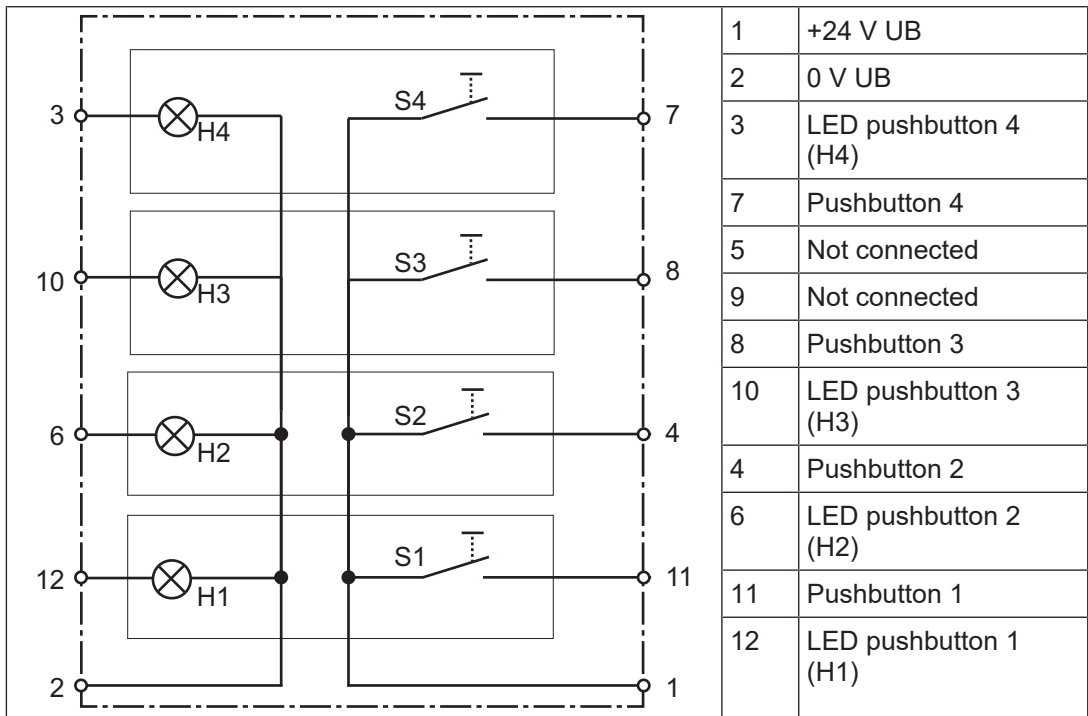 3
H4
S4
7
10
H3
S3
8
6
H2
S2
4
12
H1
S1
11
2
1
1 +24 V UB
2 0 V UB
3 LED pushbutton 4
(H4)
7 Pushbutton 4
5 Not connected
9 Not connected
8 Pushbutton 3
10 LED pushbutton 3
(H3)
4 Pushbutton 2
6 LED pushbutton 2
(H2)
11 Pushbutton 1
12 LED pushbutton 1
(H1)